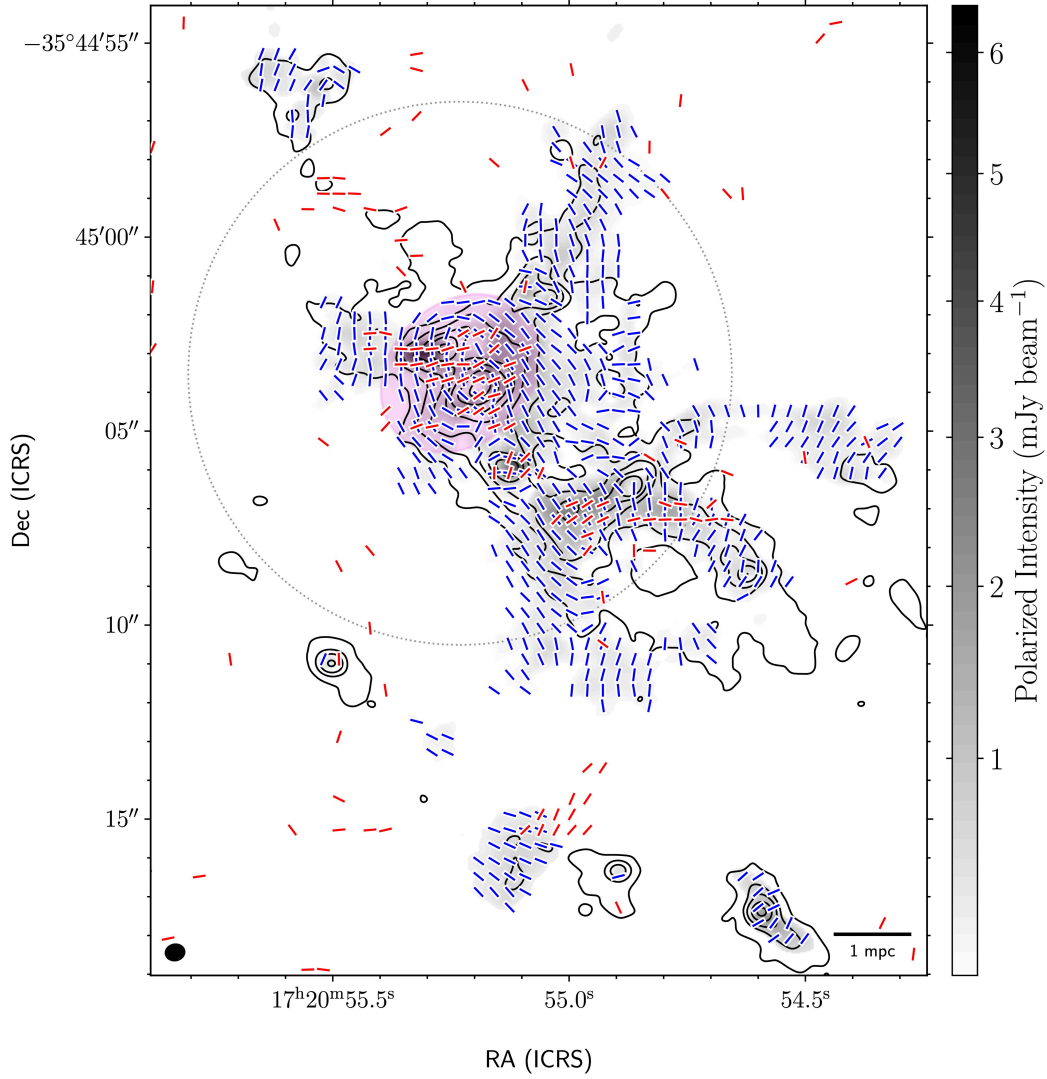 −35°44′55″
45′00″
05″
10″
15″
Dec (ICRS)
17ʰ20ᵐ55.5ˢ
55.0ˢ
54.5ˢ
RA (ICRS)
1 mpc
6
5
4
3
2
1
Polarized Intensity (mJy beam⁻¹)